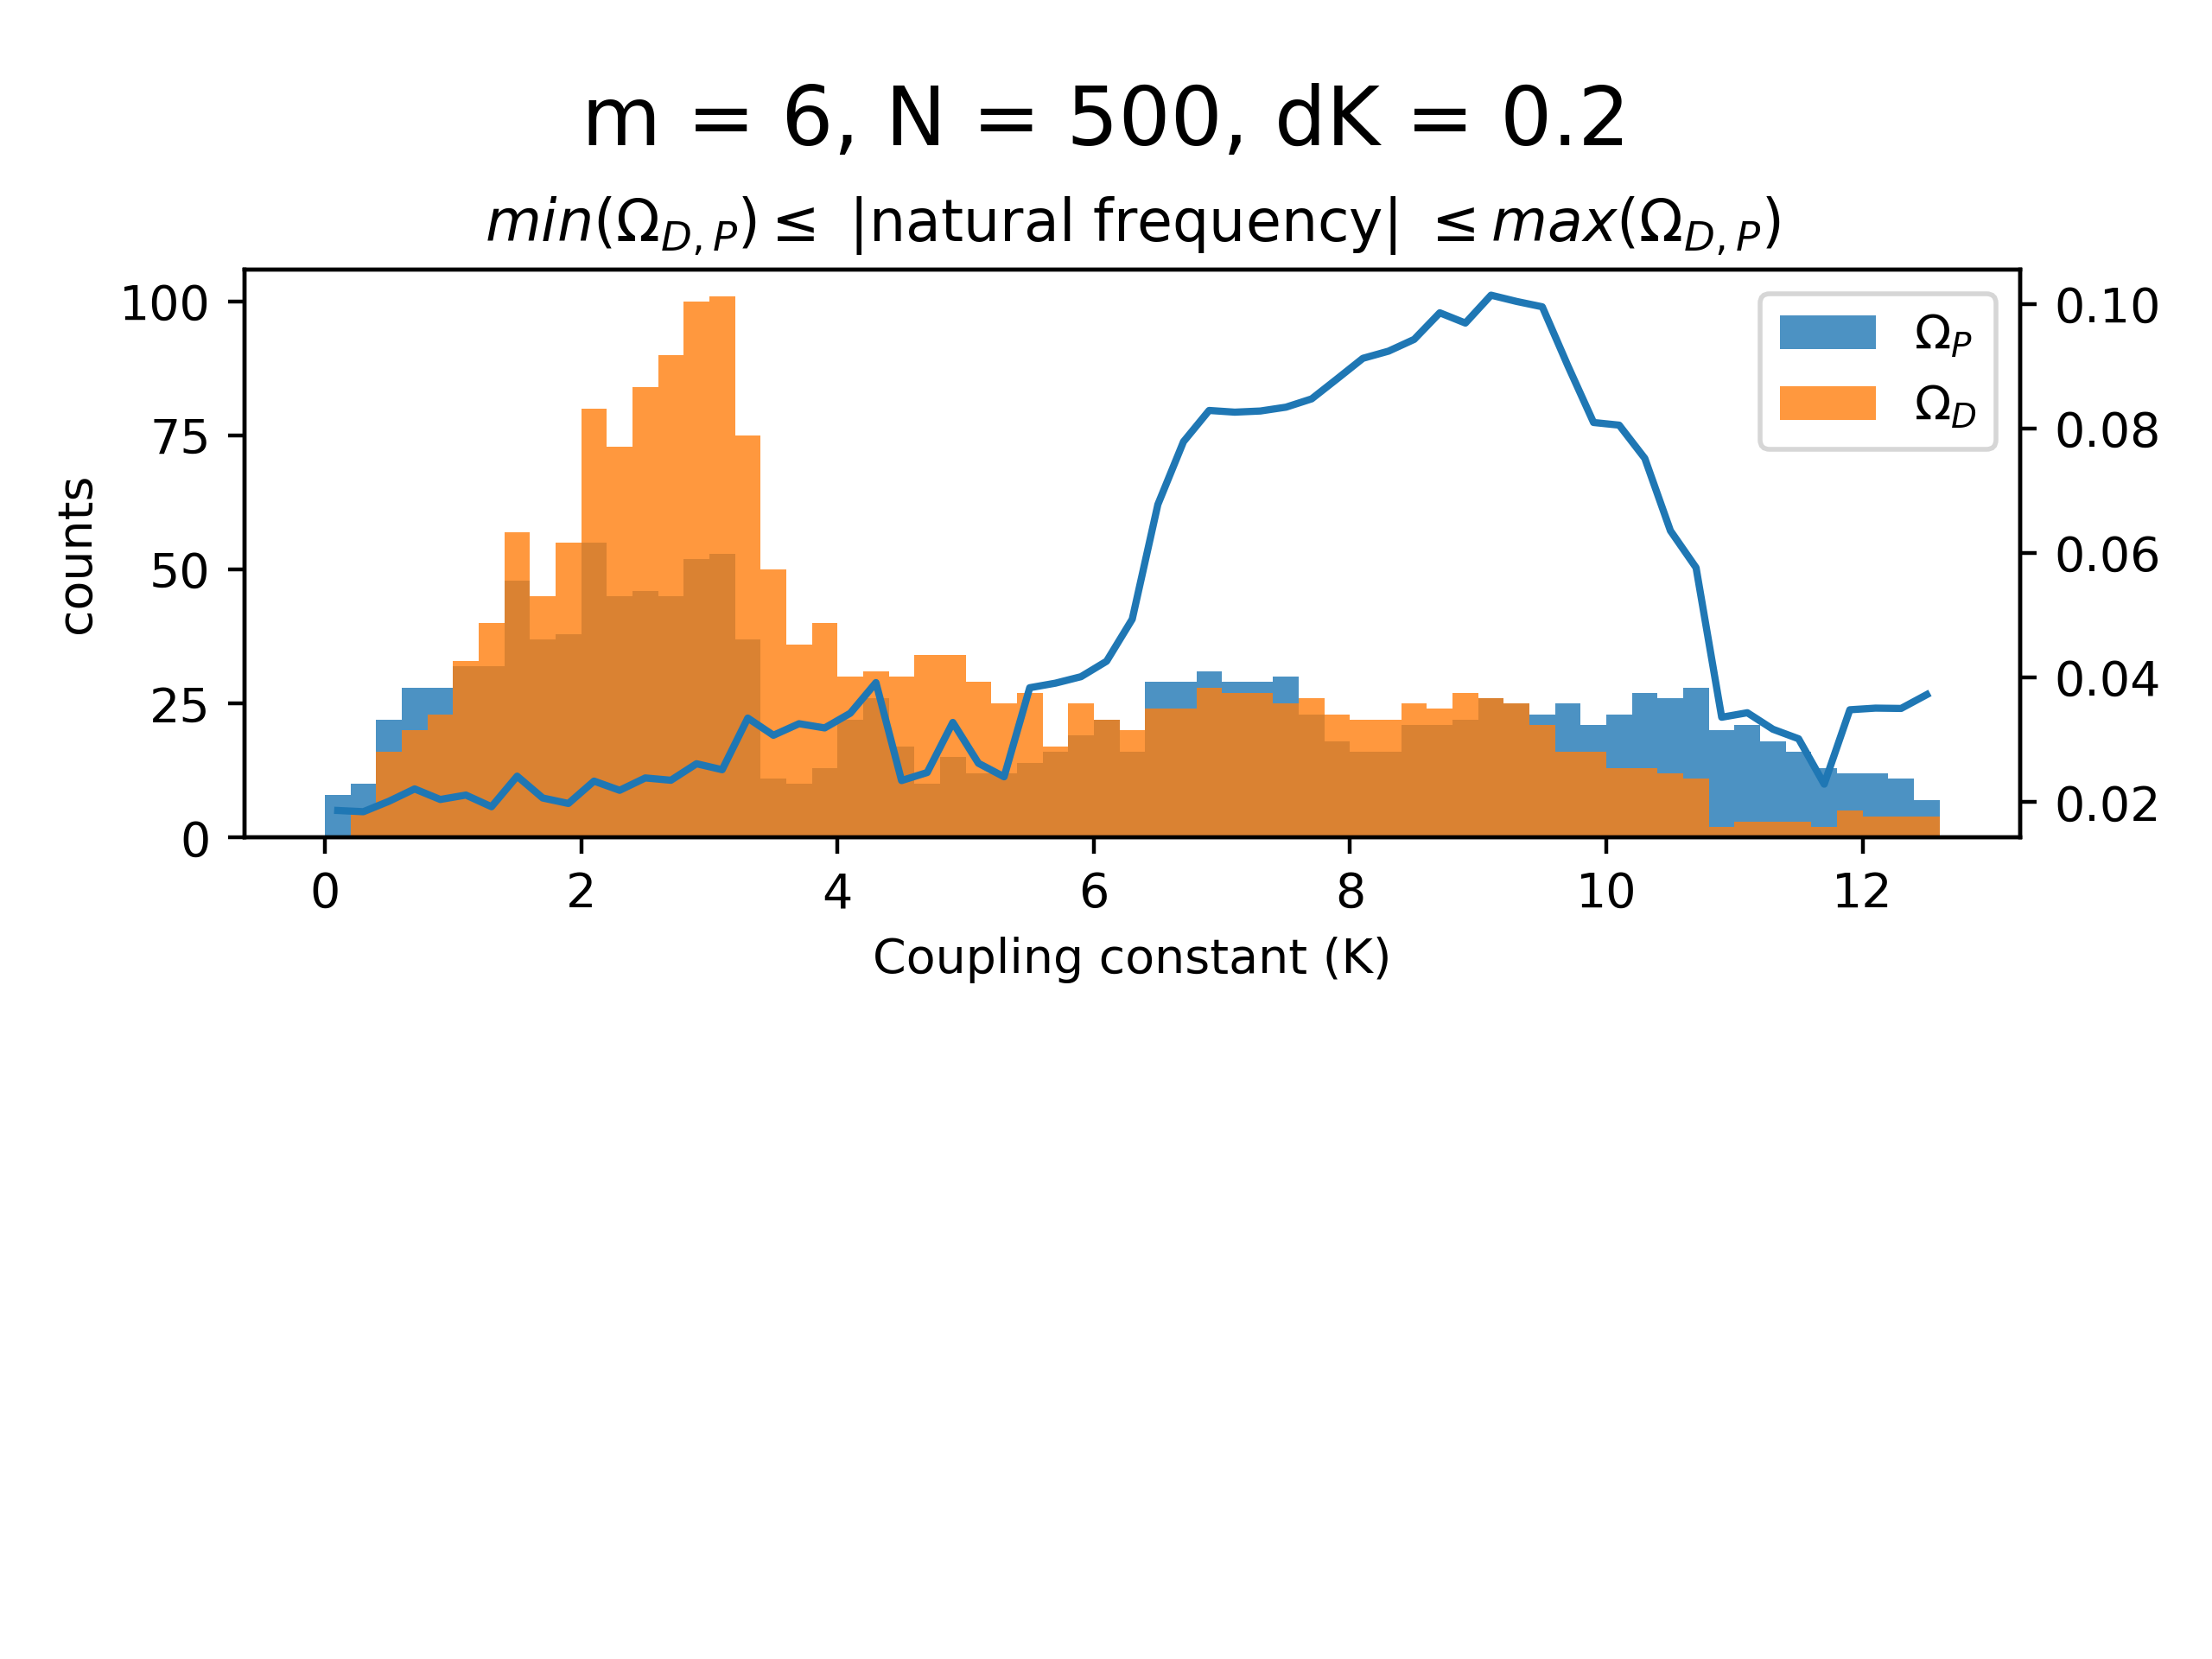 m = 6, N = 500, dK = 0.2
min(Ω_{D, P}) ≤ |natural frequency| ≤ max(Ω_{D, P})
counts
100
75
50
25
0
0.10
0.08
0.06
0.04
0.02
Ω_P
Ω_D
0 2 4 6 8 10 12
Coupling constant (K)